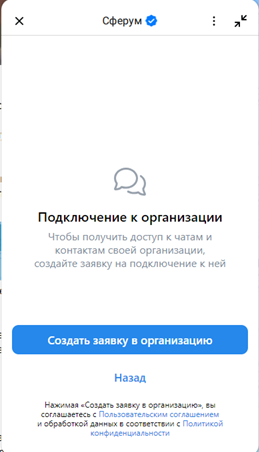 Сферум
Подключение к организации
Чтобы получить доступ к чатам и
контактам своей организации,
создайте заявку на подключение к ней
Создать заявку в организацию
Назад
Нажимая «Создать заявку в организацию», вы
соглашаетесь с Пользовательским соглашением
и обработкой данных в соответствии с Политикой
конфиденциальности